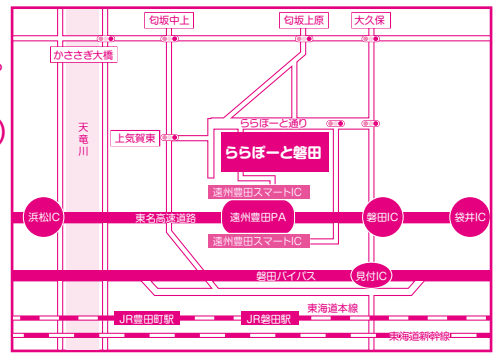 匂坂中上
匂坂上原
大久保
かささぎ大橋
天竜川
上気賀東
ららぽーと通り
ららぽーと磐田
遠州豊田スマートIC
浜松IC
東名高速道路
遠州豊田PA
磐田IC
袋井IC
遠州豊田スマートIC
磐田バイパス
見付IC
東海道本線
JR豊田町駅
JR磐田駅
東海道新幹線